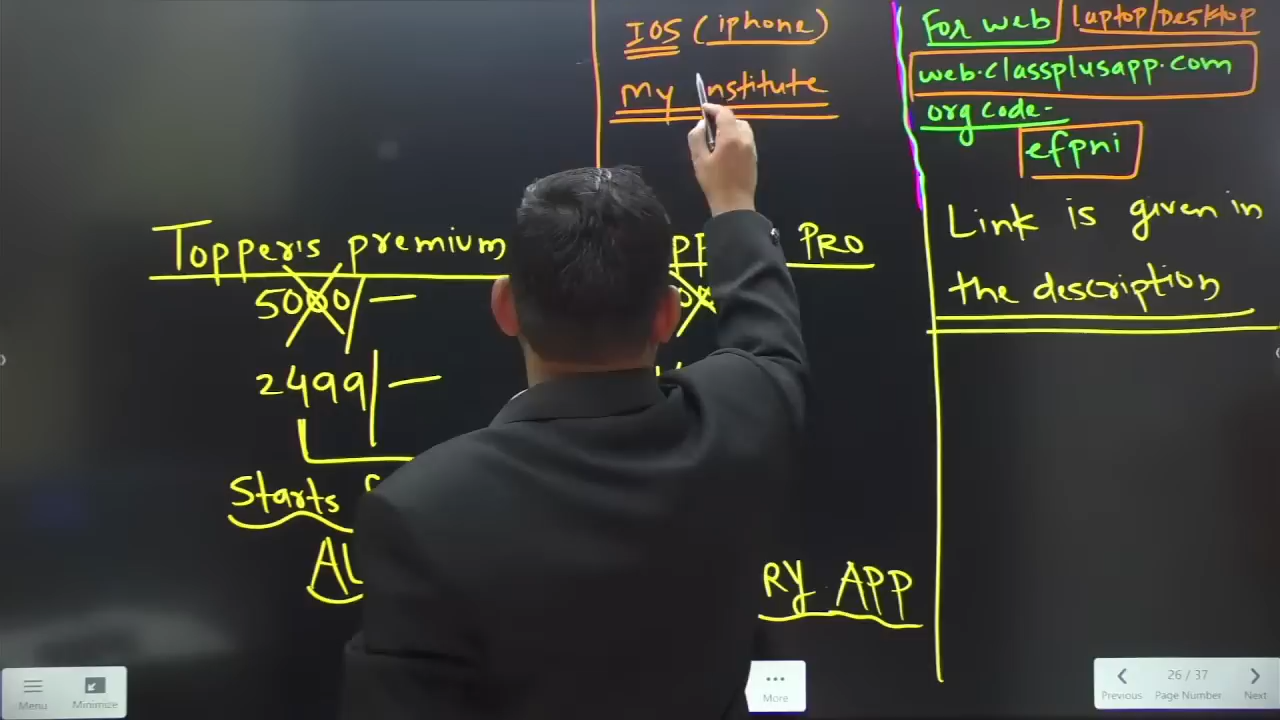 IOS (iphone)
My Institute
For web laptop/Desktop
web.classplusapp.com
org code-
efpni
Link is given in
the description
Topper's premium
PRO
5000
2499
Starts
RY APP
Menu
Minimize
More
Previous
26 / 37
Page Number
Next